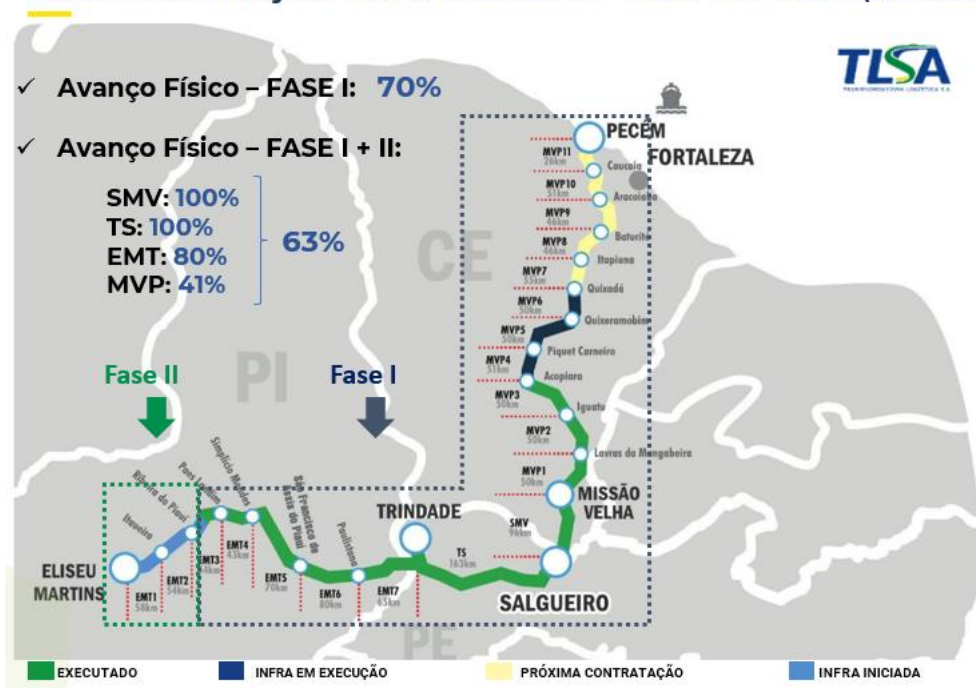 ✓ Avanço Físico – FASE I: 70%
✓ Avanço Físico – FASE I + II:
SMV: 100%
TS: 100%
EMT: 80%
MVP: 41%
63%
TLSA
PECÉM
FORTALEZA
MVP11
26km
Caucaia
MVP10
51km
Aracoiaba
MVP9
46km
Baturité
MVP8
46km
Itapiuna
MVP7
55km
Quixadá
MVP6
50km
Quixeramobim
MVP5
50km
Piquet Carneiro
MVP4
51km
Acopiara
MVP3
50km
Iguatu
MVP2
50km
Lavras da Mangabeira
MVP1
50km
MISSÃO
VELHA
SMV
96km
CE
PI
PE
Fase II
Fase I
Itaueira
Ribeira do Piauí
Paes Landim
Simplício Mendes
São Francisco de
Assis do Piauí
Paulistana
TRINDADE
TS
163km
SALGUEIRO
ELISEU
MARTINS
EMT1
58km
EMT2
54km
EMT3
EMT4
43km
EMT5
70km
EMT6
80km
EMT7
65km
EXECUTADO
INFRA EM EXECUÇÃO
PRÓXIMA CONTRATAÇÃO
INFRA INICIADA